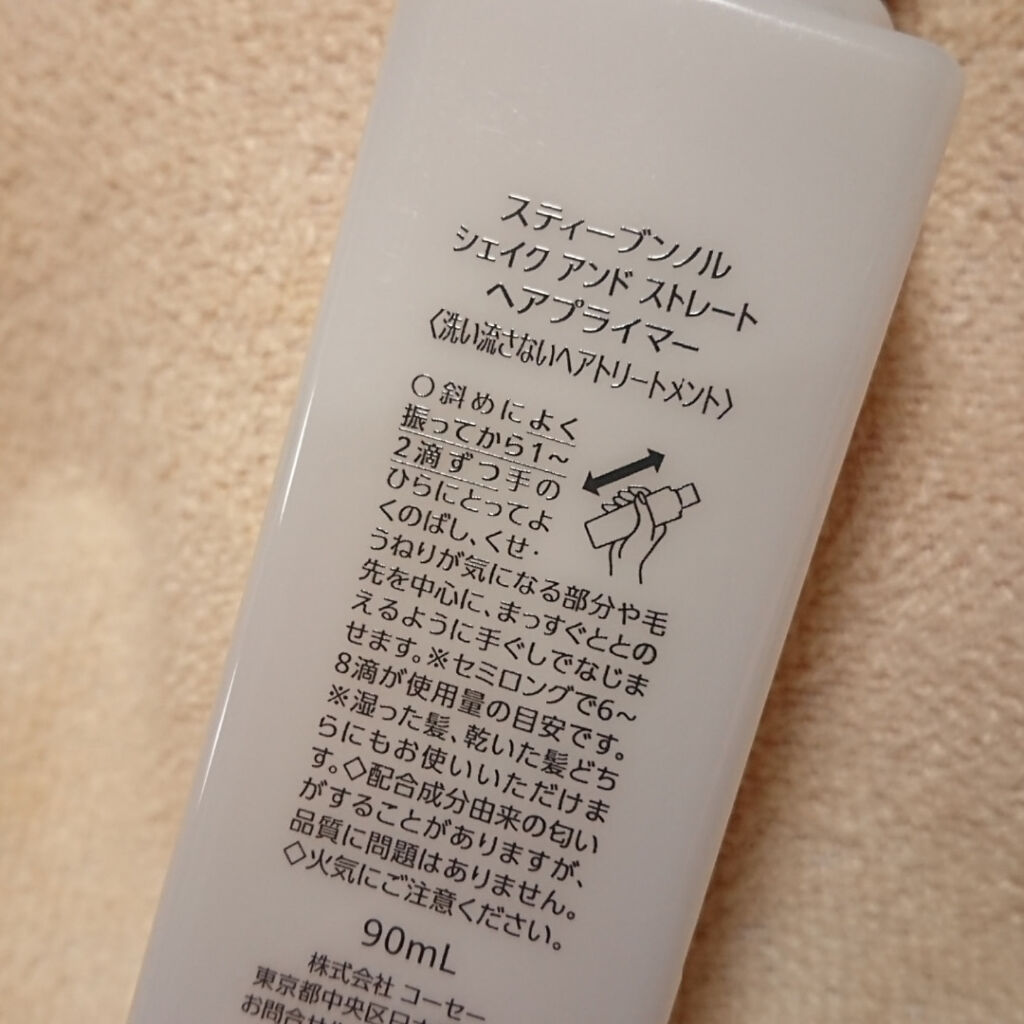 スティーブンノル
シェイク アンド ストレート
ヘアプライマー
〈洗い流さないヘアトリートメント〉
〇斜めによく
振ってから1~
2滴ずつ手の
ひらにとってよ
くのばし、くせ・
うねりが気になる部分や毛
先を中心に、まっすぐととの
えるように手ぐしでなじま
せます。※セミロングで6~
8滴が使用量の目安です。
※湿った髪、乾いた髪どち
らにもお使いいただけま
す。◇配合成分由来の匂い
がすることがありますが、
品質に問題はありません。
◇火気にご注意ください。
90mL
株式会社 コーセー
東京都中央区日
お問合せ